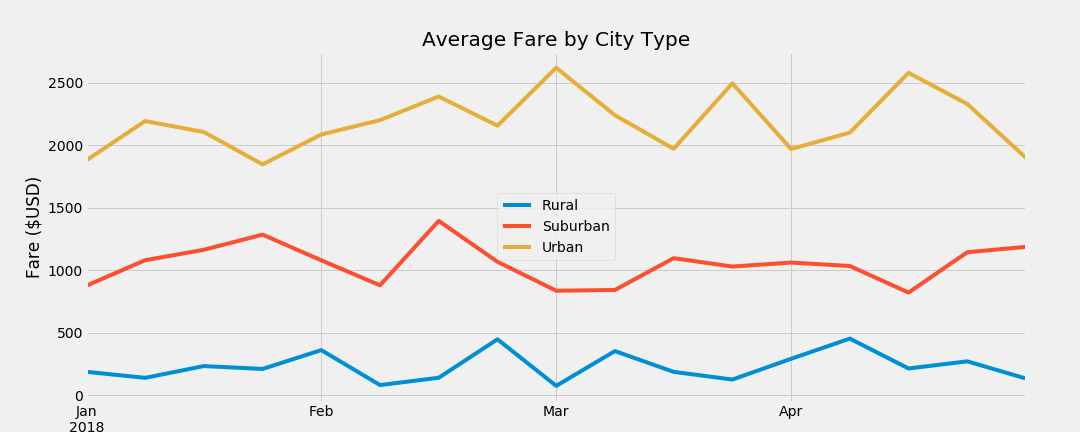 Average Fare by City Type
Fare ($USD)
2500
2000
1500
1000
500
0
Rural
Suburban
Urban
Jan Feb Mar Apr
2018